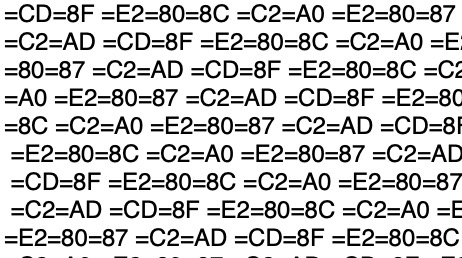 =CD=8F =E2=80=8C =C2=A0 =E2=80=87
=C2=AD =CD=8F =E2=80=8C =C2=A0 =E2
=80=87 =C2=AD =CD=8F =E2=80=8C =C2
=A0 =E2=80=87 =C2=AD =CD=8F =E2=80
=8C =C2=A0 =E2=80=87 =C2=AD =CD=8F
=E2=80=8C =C2=A0 =E2=80=87 =C2=AD
=CD=8F =E2=80=8C =C2=A0 =E2=80=87
=C2=AD =CD=8F =E2=80=8C =C2=A0 =E
=E2=80=87 =C2=AD =CD=8F =E2=80=8C